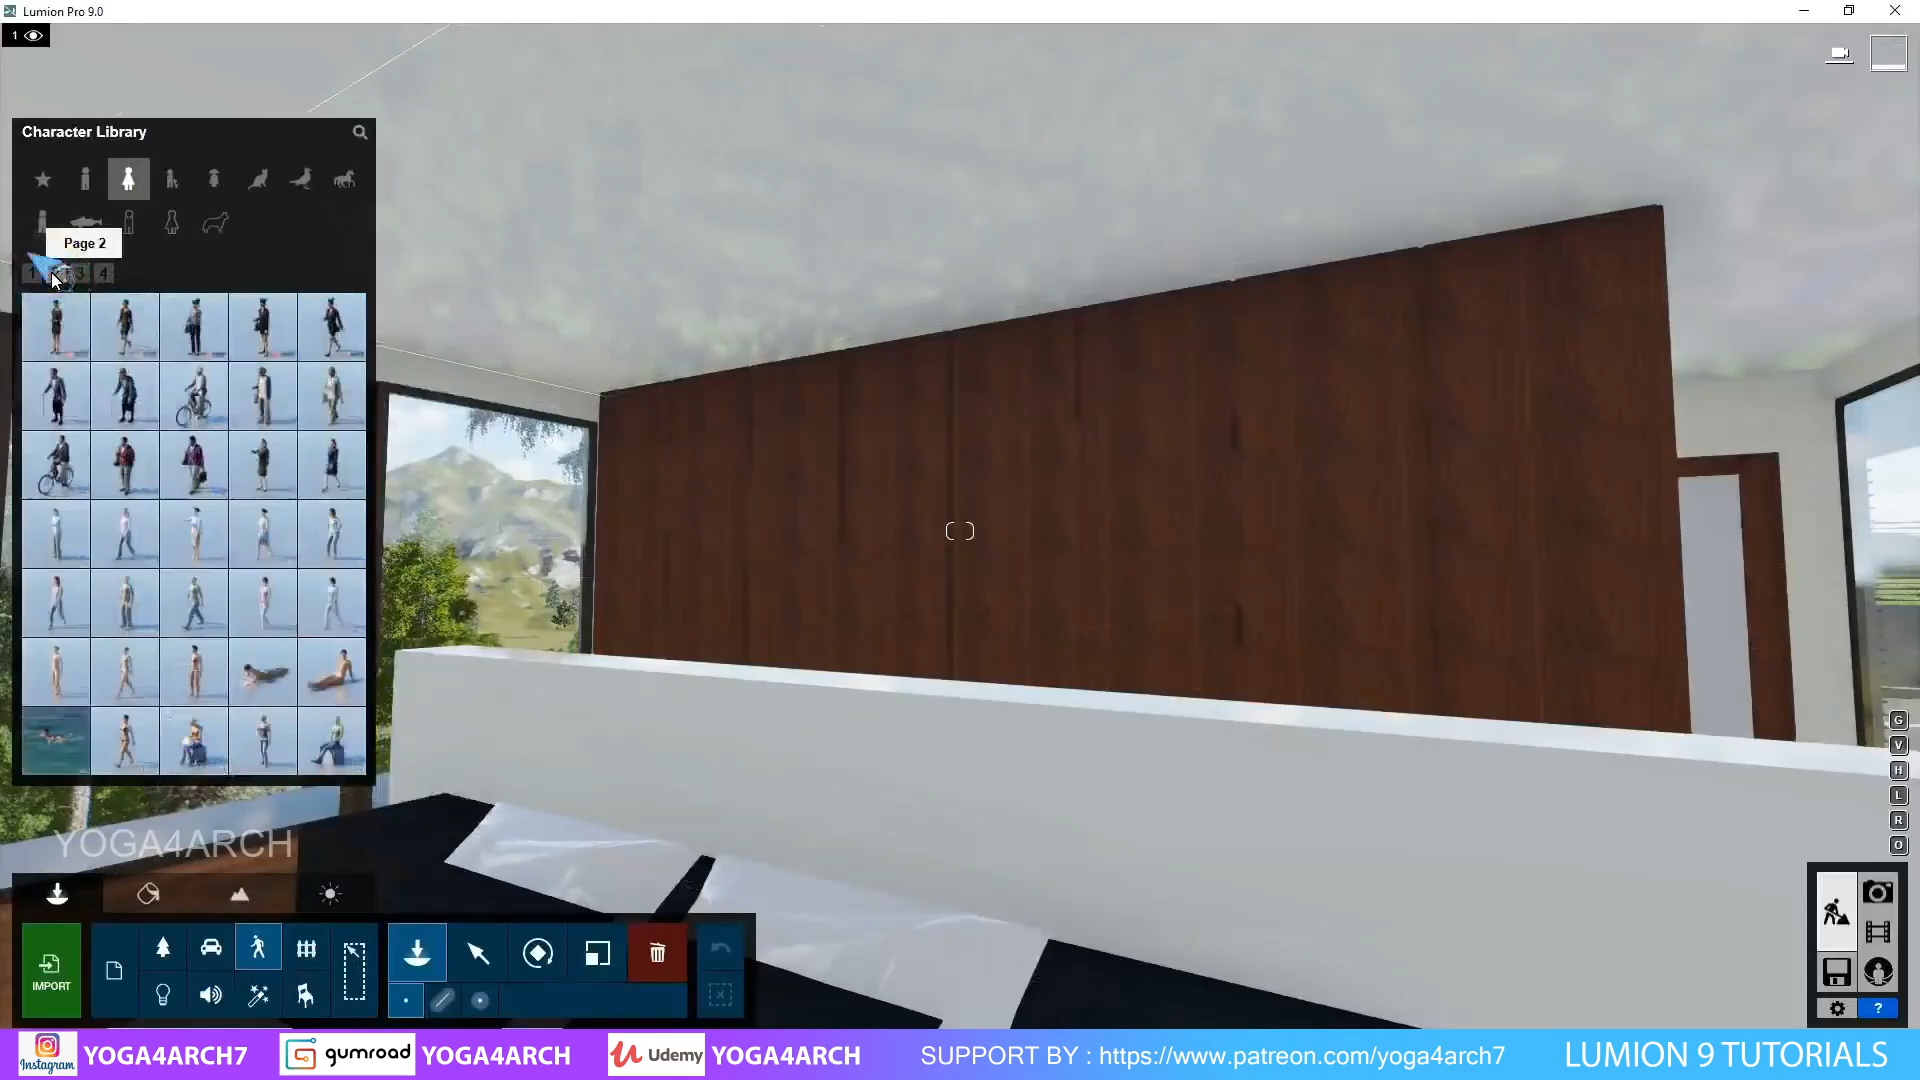 Lumion Pro 9.0
1
Character Library
Page 2
1 3 4
YOGA4ARCH
IMPORT
G
V
H
L
R
O
?
Instagram YOGA4ARCH7 gumroad YOGA4ARCH Udemy YOGA4ARCH SUPPORT BY : https://www.patreon.com/yoga4arch7 LUMION 9 TUTORIALS